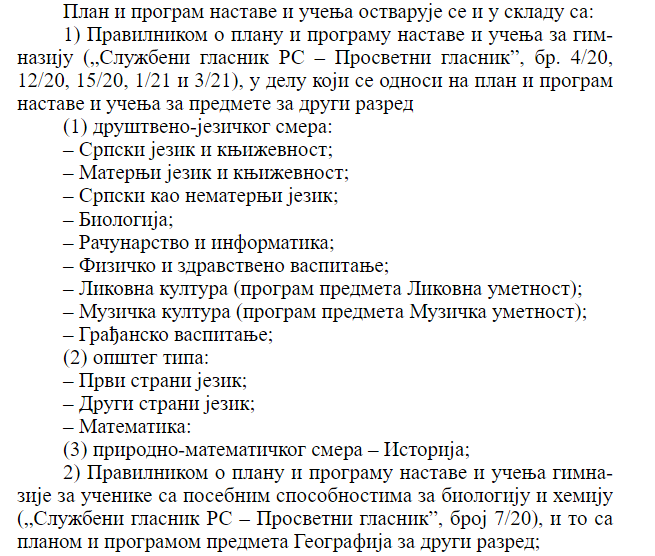 План и програм наставе и учења остварује се и у складу са:
1) Правилником о плану и програму наставе и учења за гим-
назију („Службени гласник РС – Просветни гласник”, бр. 4/20,
12/20, 15/20, 1/21 и 3/21), у делу који се односи на план и програм
наставе и учења за предмете за други разред
(1) друштвено-језичког смера:
– Српски језик и књижевност;
– Матерњи језик и књижевност;
– Српски као нематерњи језик;
– Биологија;
– Рачунарство и информатика;
– Физичко и здравствено васпитање;
– Ликовна култура (програм предмета Ликовна уметност);
– Музичка култура (програм предмета Музичка уметност);
– Грађанско васпитање;
(2) општег типа:
– Први страни језик;
– Други страни језик;
– Математика:
(3) природно-математичког смера – Историја;
2) Правилником о плану и програму наставе и учења гимна-
зије за ученике са посебним способностима за биологију и хемију
(„Службени гласник РС – Просветни гласник”, број 7/20), и то са
планом и програмом предмета Географија за други разред;